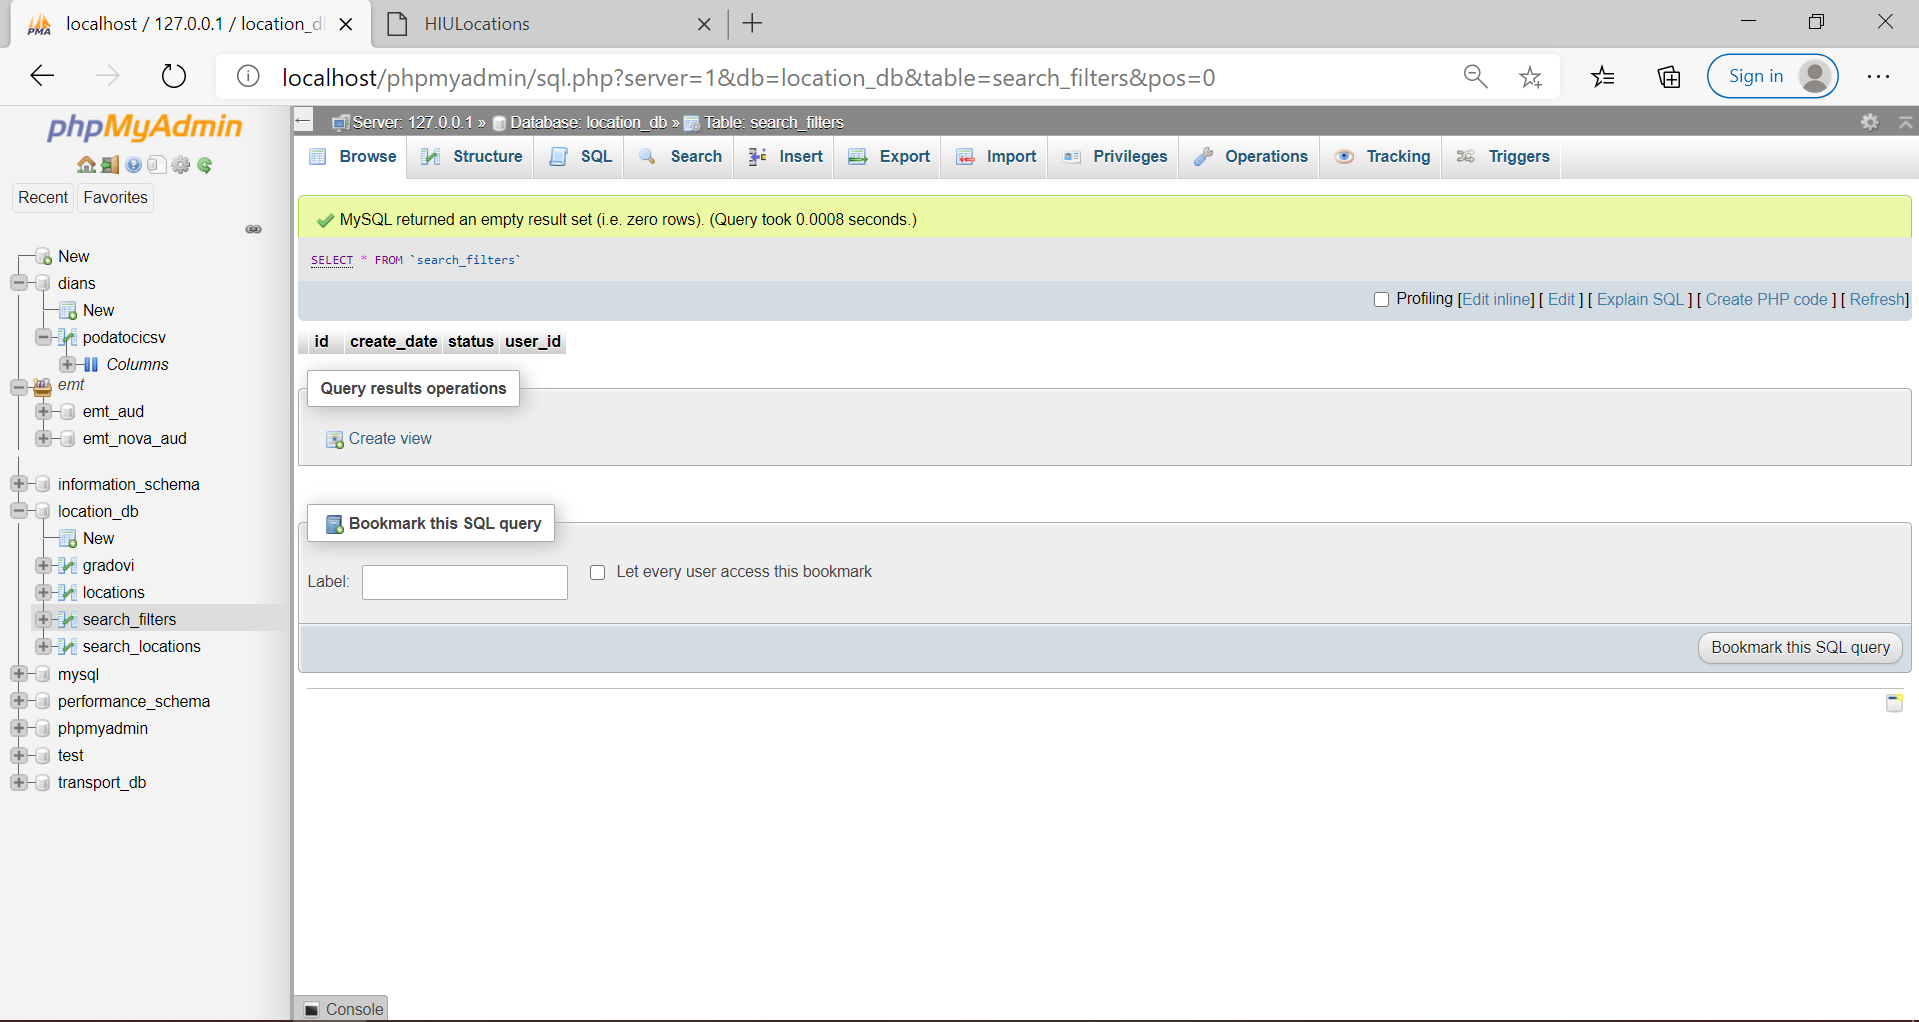 localhost / 127.0.0.1 / location_d
HIULocations
localhost/phpmyadmin/sql.php?server=1&db=location_db&table=search_filters&pos=0
Sign in
phpMyAdmin
Recent
Favorites
New
dians
New
podatocicsv
Columns
emt
emt_aud
emt_nova_aud
information_schema
location_db
New
gradovi
locations
search_filters
search_locations
mysql
performance_schema
phpmyadmin
test
transport_db
Server: 127.0.0.1 » Database: location_db » Table: search_filters
Browse Structure SQL Search Insert Export Import Privileges Operations Tracking Triggers
MySQL returned an empty result set (i.e. zero rows). (Query took 0.0008 seconds.)
SELECT * FROM `search_filters`
Profiling [Edit inline] [ Edit ] [ Explain SQL ] [ Create PHP code ] [ Refresh]
id create_date status user_id
Query results operations
Create view
Bookmark this SQL query
Label:
Let every user access this bookmark
Bookmark this SQL query
Console